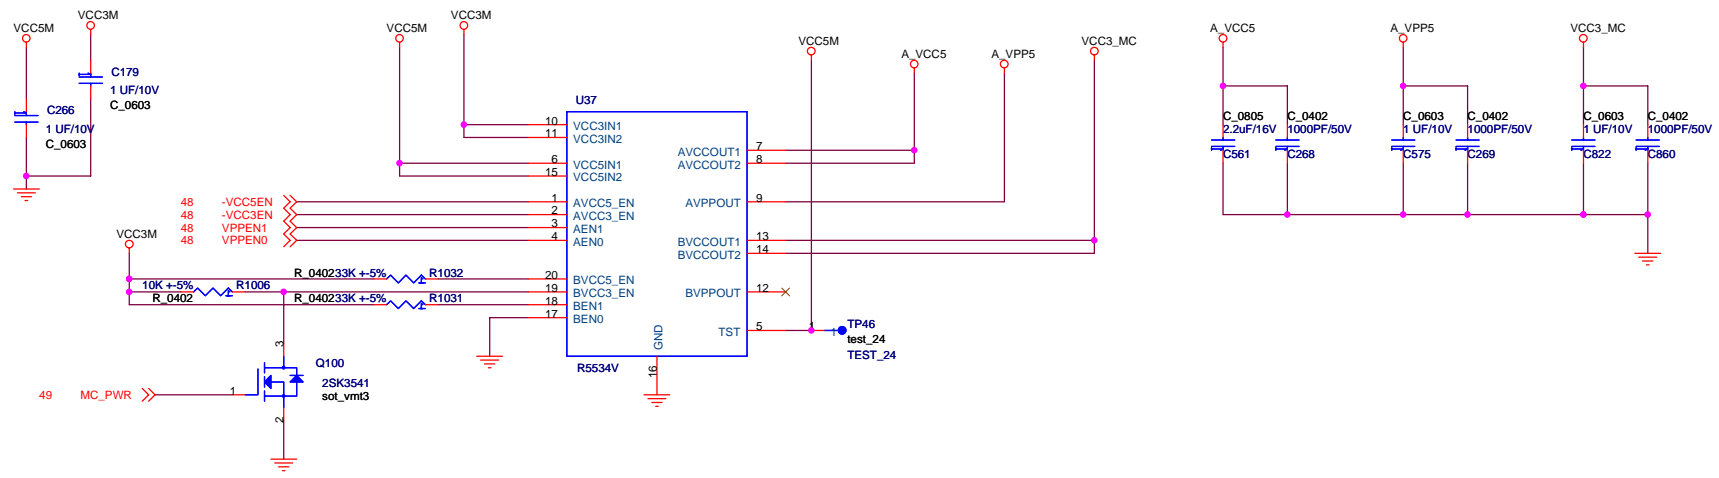 VCC5M
VCC3M
C179
1 UF/10V
C_0603
C266
1 UF/10V
C_0603
VCC5M
VCC3M
VCC5M
A_VCC5
A_VPP5
VCC3_MC
U37
10 VCC3IN1
11 VCC3IN2
6 VCC5IN1
15 VCC5IN2
48 -VCC5EN 1 AVCC5_EN
48 -VCC3EN 2 AVCC3_EN
48 VPPEN1 3 AEN1
48 VPPEN0 4 AEN0
VCC3M
R_0402 33K +-5% R1032 20 BVCC5_EN
10K +-5% R1006 19 BVCC3_EN
R_0402 R_0402 33K +-5% R1031 18 BEN1
17 BEN0
AVCCOUT1 7
AVCCOUT2 8
AVPPOUT 9
BVCCOUT1 13
BVCCOUT2 14
BVPPOUT 12
TST 5
GND
16
R5534V
1 1 TP46
test_24
TEST_24
3
Q100
2SK3541
sot_vmt3
49 MC_PWR 1
2
A_VCC5
A_VPP5
VCC3_MC
C_0805
2.2uF/16V
C561
C_0402
1000PF/50V
C268
C_0603
1 UF/10V
C575
C_0402
1000PF/50V
C269
C_0603
1 UF/10V
C822
C_0402
1000PF/50V
C860